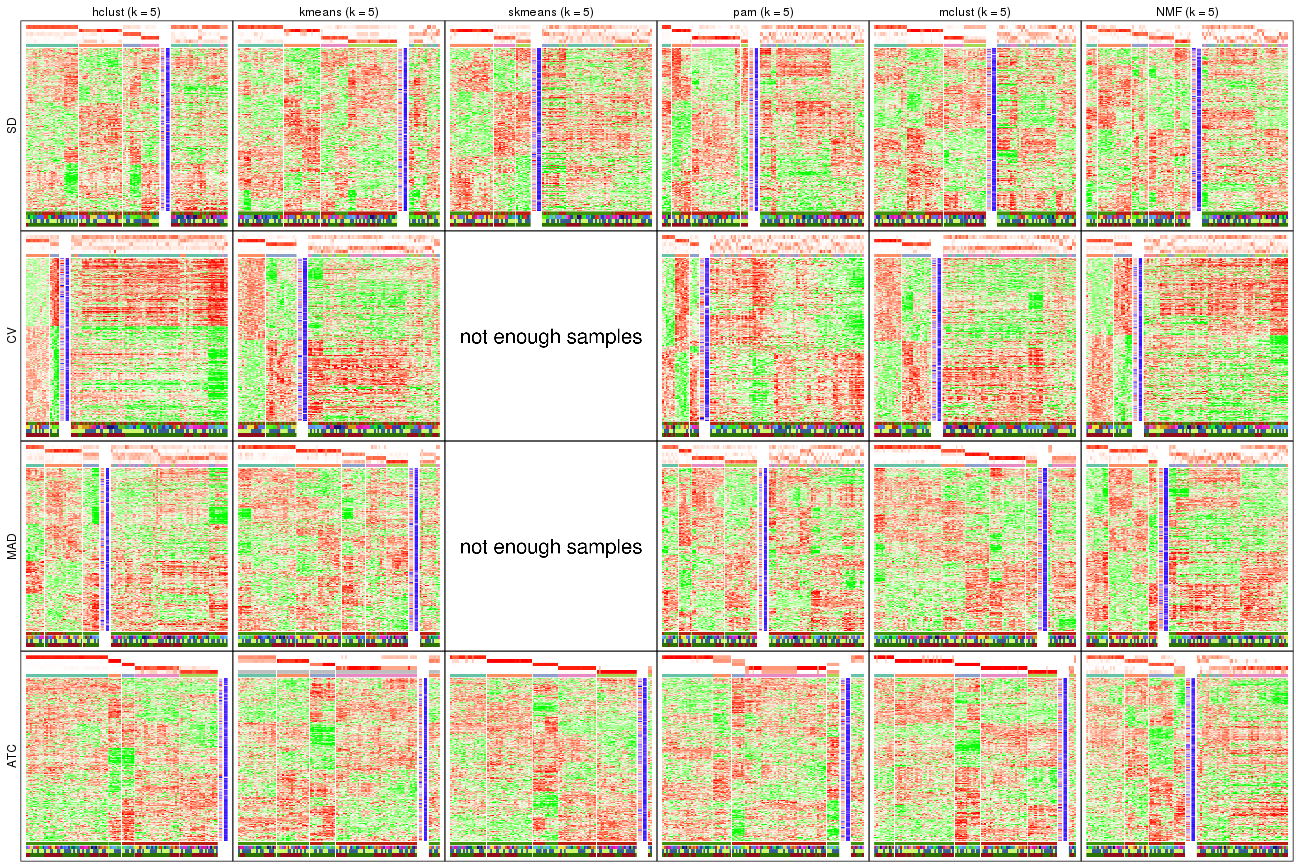 hclust (k = 5)
kmeans (k = 5)
skmeans (k = 5)
pam (k = 5)
mclust (k = 5)
NMF (k = 5)
SD
CV
not enough samples
MAD
not enough samples
ATC